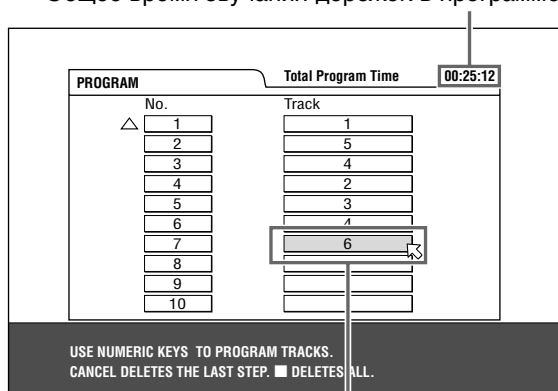 Общее время звучания дорожек в программе
PROGRAM Total Program Time 00:25:12
No. Track
1 1
2 5
3 4
4 2
5 3
6 4
7 6
8
9
10
USE NUMERIC KEYS TO PROGRAM TRACKS.
CANCEL DELETES THE LAST STEP. ■ DELETES ALL.